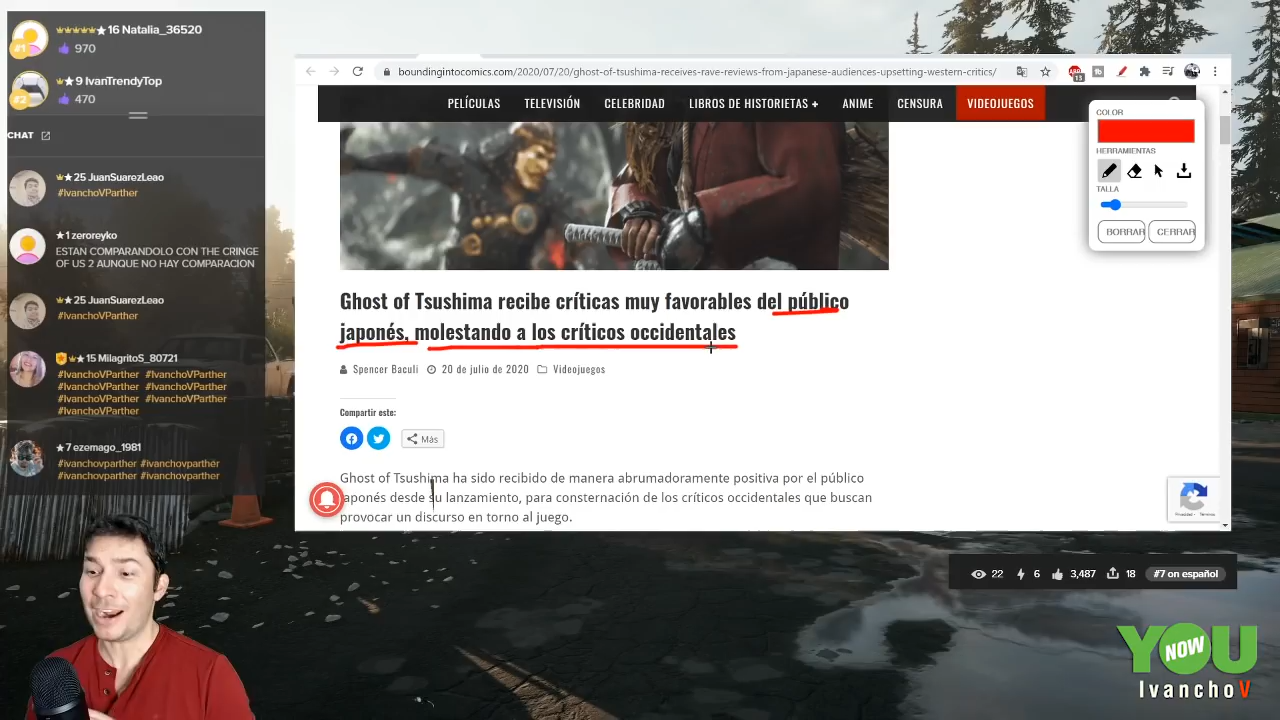 #1
16 Natalia_36520
970
9 IvanTrendyTop
#2
470
CHAT
25 JuanSuarezLeao
#IvanchoVParther
1 zeroreyko
ESTÁN COMPARANDOLO CON THE CRINGE
OF US 2 AUNQUE NO HAY COMPARACION
25 JuanSuarezLeao
#IvanchoVParther
15 MilagritoS_80721
#IvanchoVParther #IvanchoVParther
#IvanchoVParther #IvanchoVParther
#IvanchoVParther #IvanchoVParther
#IvanchoVParther
7 ezemago_1981
#ivanchovparther #ivanchovparther
#ivanchovparther #ivanchovparther
boundingintocomics.com/2020/07/20/ghost-of-tsushima-receives-rave-reviews-from-japanese-audiences-upsetting-western-critics/
13
PELÍCULAS TELEVISIÓN CELEBRIDAD LIBROS DE HISTORIETAS + ANIME CENSURA VIDEOJUEGOS
COLOR
HERRAMIENTAS
TALLA
BORRAR CERRAR
Ghost of Tsushima recibe críticas muy favorables del público
japonés, molestando a los críticos occidentales
Spencer Baculi 20 de julio de 2020 Videojuegos
Compartir este:
Más
Ghost of Tsushima ha sido recibido de manera abrumadoramente positiva por el público
japonés desde su lanzamiento, para consternación de los críticos occidentales que buscan
provocar un discurso en torno al juego.
22 6 3,487 18 #7 on español
YOU NOW
IvanchoV